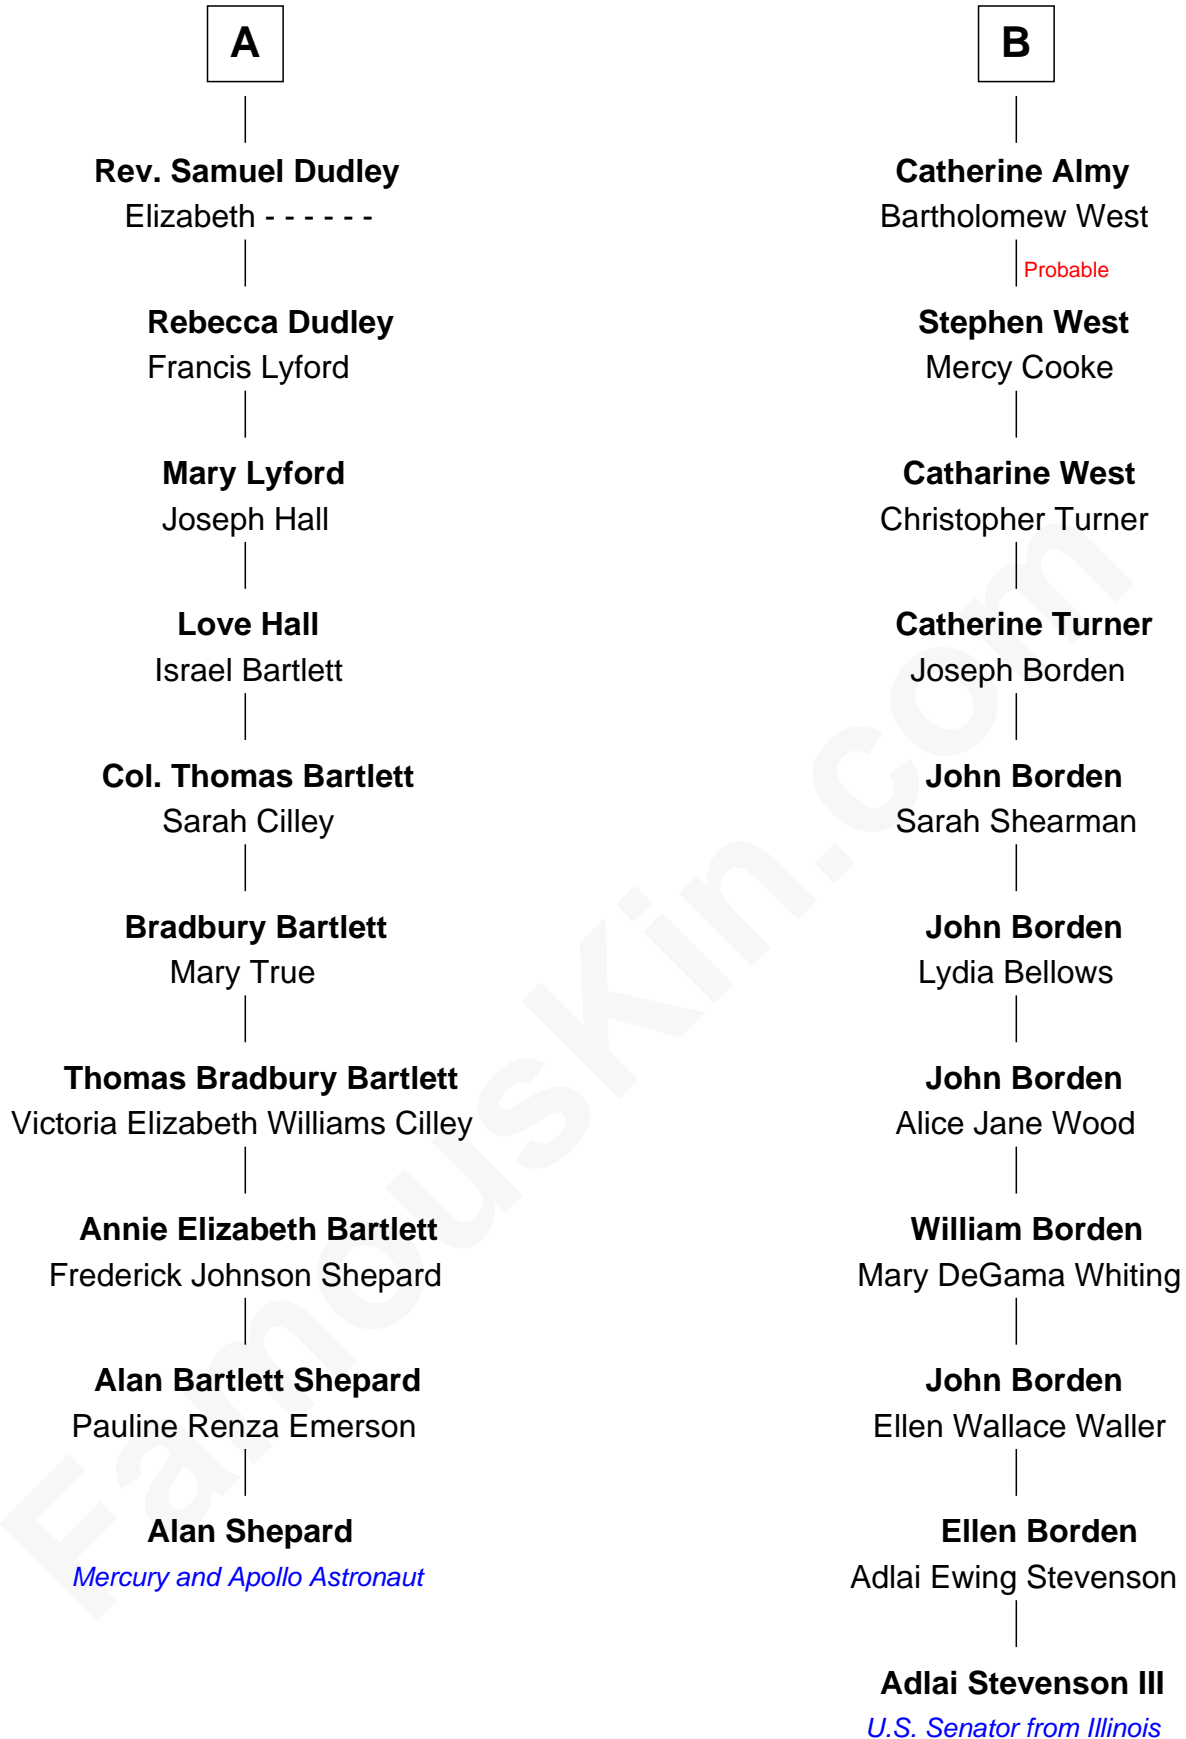 A
Rev. Samuel Dudley
Elizabeth - - - - - -
Rebecca Dudley
Francis Lyford
Mary Lyford
Joseph Hall
Love Hall
Israel Bartlett
Col. Thomas Bartlett
Sarah Cilley
Bradbury Bartlett
Mary True
Thomas Bradbury Bartlett
Victoria Elizabeth Williams Cilley
Annie Elizabeth Bartlett
Frederick Johnson Shepard
Alan Bartlett Shepard
Pauline Renza Emerson
Alan Shepard
Mercury and Apollo Astronaut
B
Catherine Almy
Bartholomew West
Probable
Stephen West
Mercy Cooke
Catharine West
Christopher Turner
Catherine Turner
Joseph Borden
John Borden
Sarah Shearman
John Borden
Lydia Bellows
John Borden
Alice Jane Wood
William Borden
Mary DeGama Whiting
John Borden
Ellen Wallace Waller
Ellen Borden
Adlai Ewing Stevenson
Adlai Stevenson III
U.S. Senator from Illinois
FamousKin.com